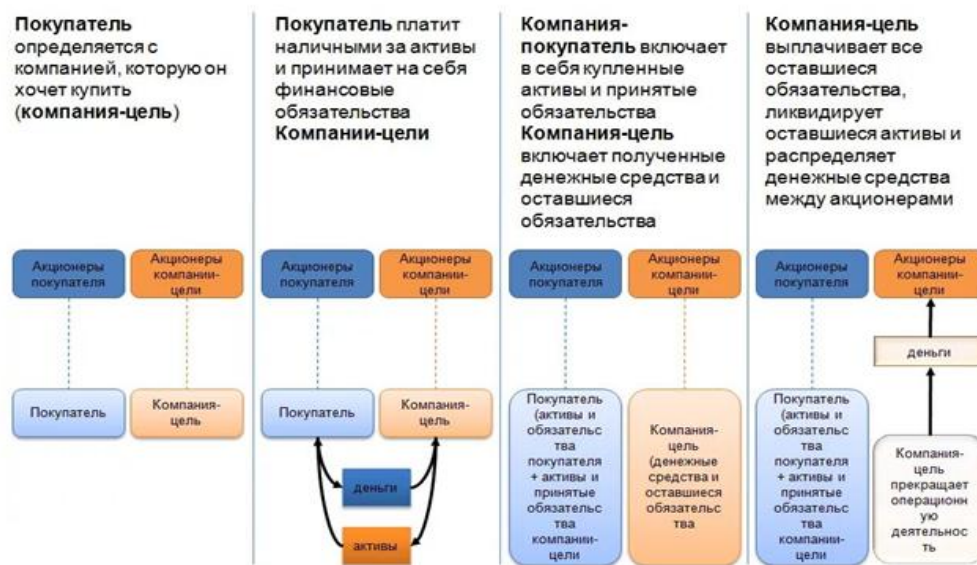 Покупатель
определяется с
компанией, которую он
хочет купить
(компания-цель)
Покупатель платит
наличными за активы
и принимает на себя
финансовые
обязательства
Компании-цели
Компания-
покупатель включает
в себя купленные
активы и принятые
обязательства
Компания-цель
включает полученные
денежные средства и
оставшиеся
обязательства
Компания-цель
выплачивает все
оставшиеся
обязательства,
ликвидирует
оставшиеся активы и
распределяет
денежные средства
между акционерами
Акционеры
покупателя
Акционеры
компании-
цели
Акционеры
покупателя
Акционеры
компании-
цели
Акционеры
покупателя
Акционеры
компании-
цели
Акционеры
покупателя
Акционеры
компании-
цели
деньги
Покупатель
Компания-
цель
Покупатель
Компания-
цель
деньги
активы
Покупатель
(активы и
обязательс
тва
покупателя
+ активы и
принятые
обязательс
тва
компании-
цели
Компания-
цель
(денежные
средства и
оставшиеся
обязательс
тва
Покупатель
(активы и
обязательс
тва
покупателя
+ активы и
принятые
обязательс
тва
компании-
цели
Компания-
цель
прекращает
операционн
ую
деятельнос
ть